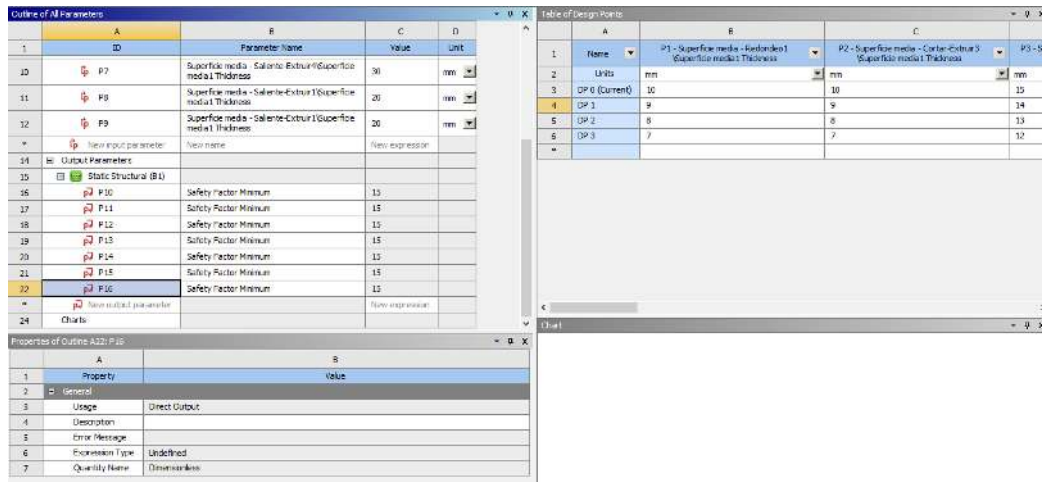 Outline of All Parameters
A B C D
1 ID Parameter Name Value Unit
10 P7 Superficie media - Saliente-Extruir4\Superficie media1 Thickness 30 mm
11 P8 Superficie media - Saliente-Extruir1\Superficie media1 Thickness 20 mm
12 P9 Superficie media - Saliente-Extruir1\Superficie media1 Thickness 20 mm
* New input parameter New name New expression
14 Output Parameters
15 Static Structural (B1)
16 P10 Safety Factor Minimum 15
17 P11 Safety Factor Minimum 15
18 P12 Safety Factor Minimum 15
19 P13 Safety Factor Minimum 15
20 P14 Safety Factor Minimum 15
21 P15 Safety Factor Minimum 15
22 P16 Safety Factor Minimum 15
* New output parameter New expression
24 Charts
Properties of Outline A22: P16
A B
1 Property Value
2 General
3 Usage Direct Output
4 Description
5 Error Message
6 Expression Type Undefined
7 Quantity Name Dimensionless
Table of Design Points
A B C
1 Name P1 - Superficie media - Redondeo1 \Superficie media1 Thickness P2 - Superficie media - Cortar-Extruir3 \Superficie media1 Thickness P3 - S
2 Units mm mm mm
3 DP 0 (Current) 10 10 15
4 DP 1 9 9 14
5 DP 2 8 8 13
6 DP 3 7 7 12
*
Chart